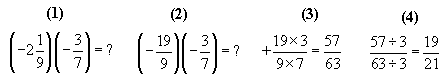 (1) (2) (3) (4)
(-2 1/9)(-3/7) = ? (-19/9)(-3/7) = ? +19×3/9×7 = 57/63 57÷3/63÷3 = 19/21